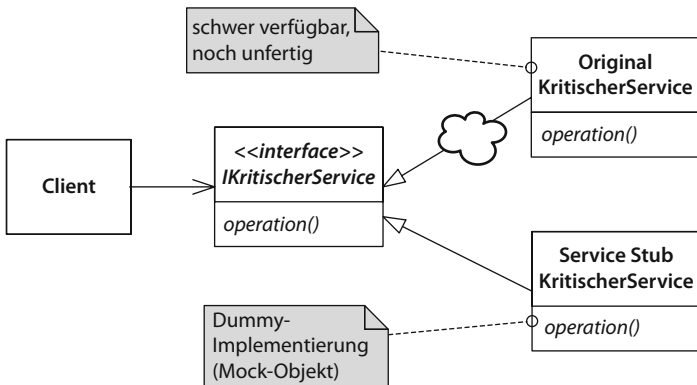 schwer verfügbar,
noch unfertig
Original
KritischerService
operation()
Client
<<interface>>
IKritischerService
operation()
Service Stub
KritischerService
operation()
Dummy-
Implementierung
(Mock-Objekt)